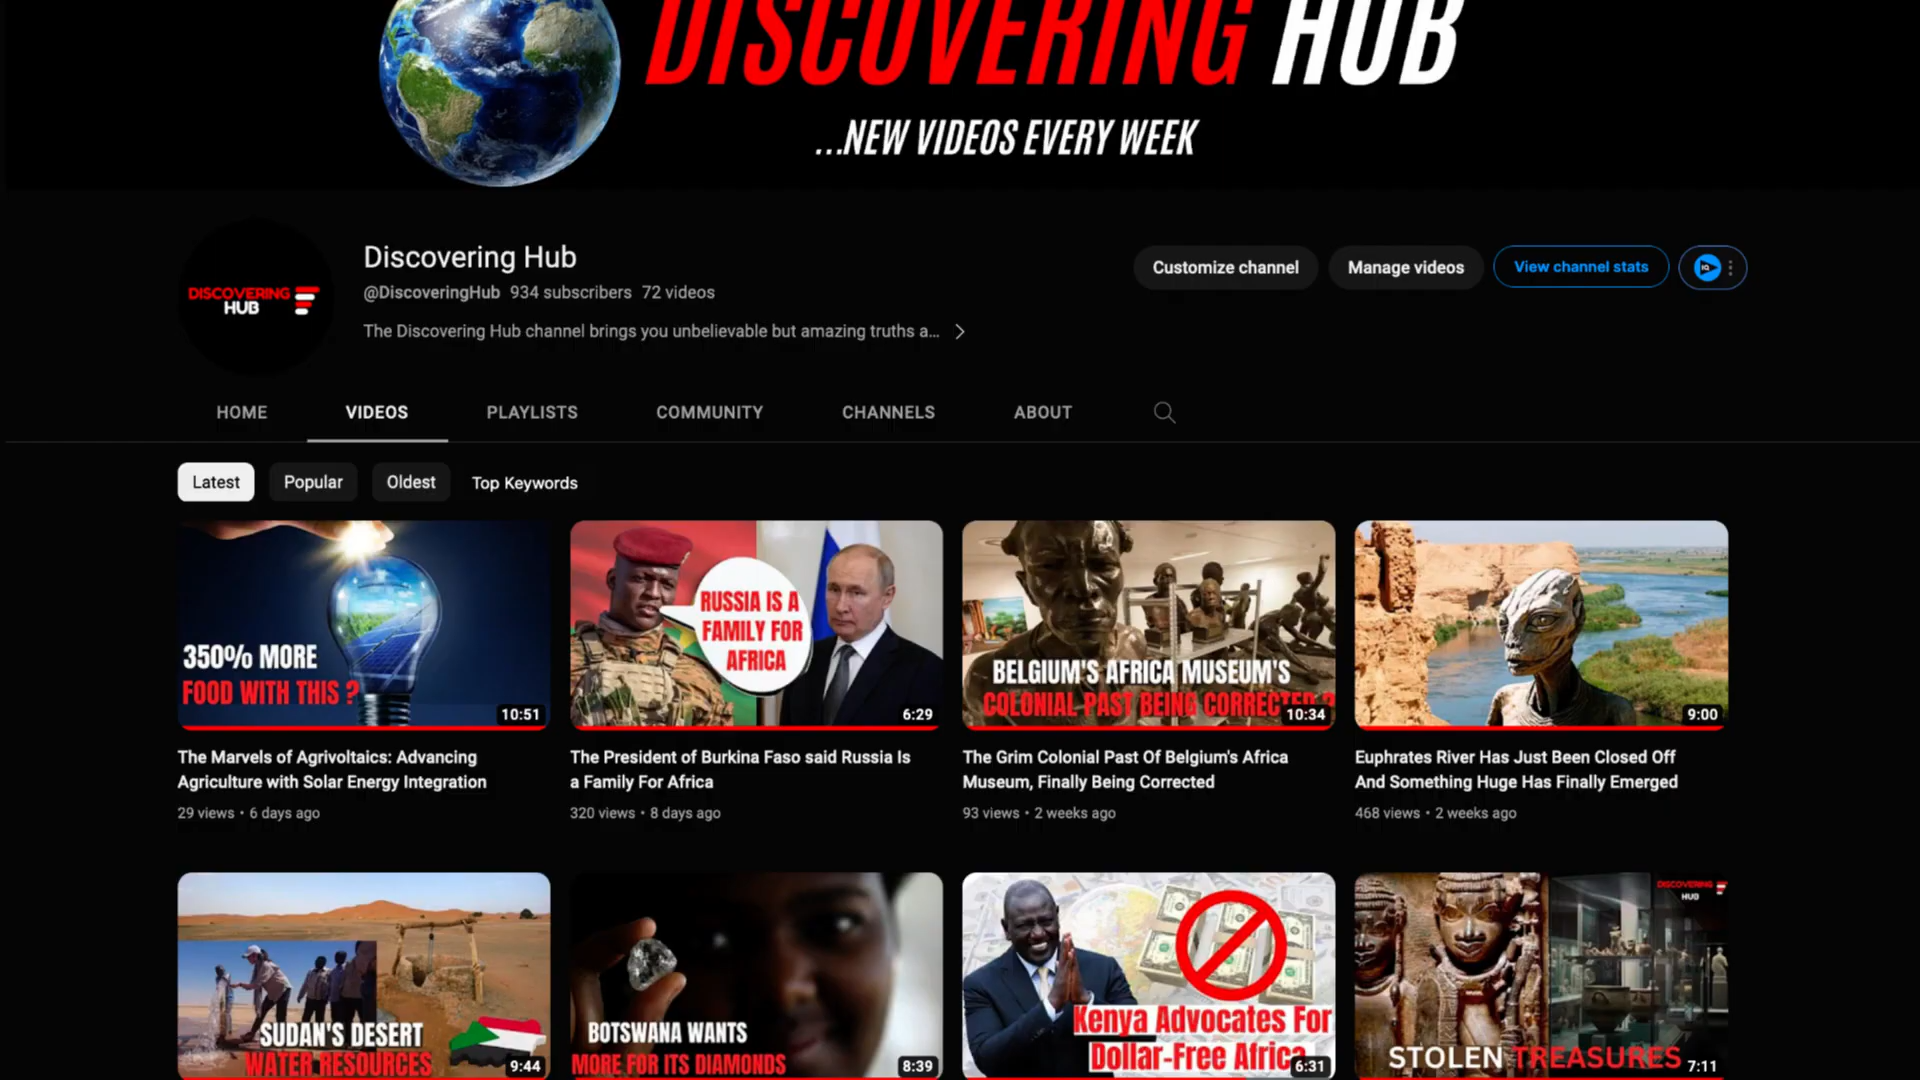 DISCOVERING HUB
...NEW VIDEOS EVERY WEEK
DISCOVERING
HUB
Discovering Hub
@DiscoveringHub 934 subscribers 72 videos
The Discovering Hub channel brings you unbelievable but amazing truths a...
Customize channel
Manage videos
View channel stats
IQ
HOME
VIDEOS
PLAYLISTS
COMMUNITY
CHANNELS
ABOUT
Latest
Popular
Oldest
Top Keywords
350% MORE
FOOD WITH THIS ?
10:51
The Marvels of Agrivoltaics: Advancing
Agriculture with Solar Energy Integration
29 views • 6 days ago
RUSSIA IS A
FAMILY FOR
AFRICA
6:29
The President of Burkina Faso said Russia Is
a Family For Africa
320 views • 8 days ago
BELGIUM'S AFRICA MUSEUM'S
COLONIAL PAST BEING CORRECTED ?
10:34
The Grim Colonial Past Of Belgium's Africa
Museum, Finally Being Corrected
93 views • 2 weeks ago
9:00
Euphrates River Has Just Been Closed Off
And Something Huge Has Finally Emerged
468 views • 2 weeks ago
SUDAN'S DESERT
WATER RESOURCES
9:44
BOTSWANA WANTS
MORE FOR ITS DIAMONDS
8:39
Kenya Advocates For
Dollar-Free Africa
6:31
DISCOVERING
HUB
STOLEN TREASURES
7:11